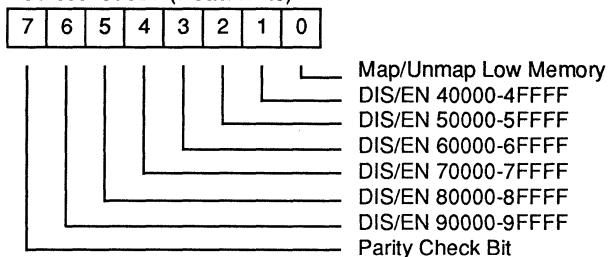 7 6 5 4 3 2 1 0
Map/Unmap Low Memory
DIS/EN 40000-4FFFF
DIS/EN 50000-5FFFF
DIS/EN 60000-6FFFF
DIS/EN 70000-7FFFF
DIS/EN 80000-8FFFF
DIS/EN 90000-9FFFF
Parity Check Bit